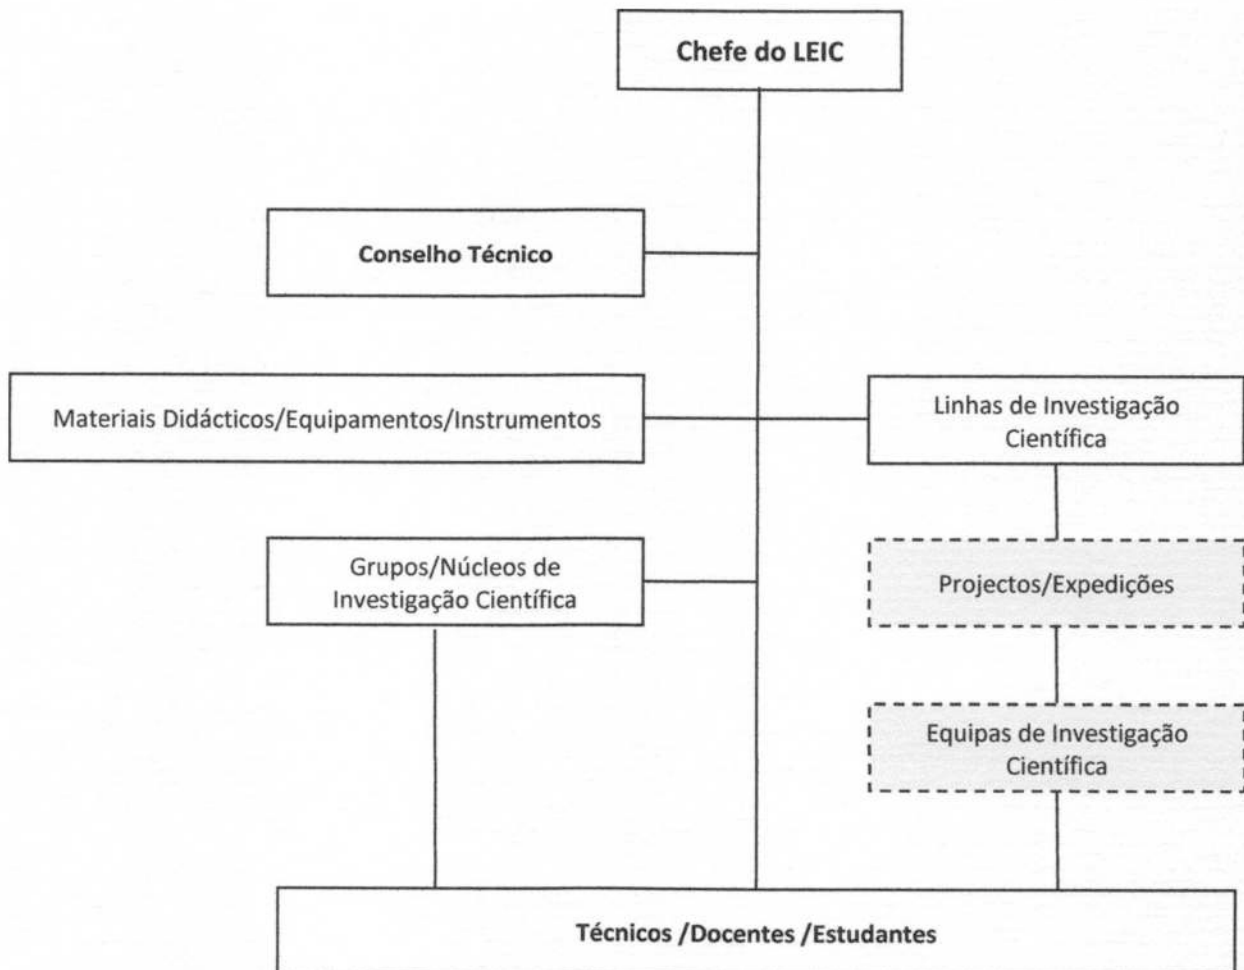 Chefe do LEIC
Conselho Técnico
Materiais Didácticos/Equipamentos/Instrumentos
Linhas de Investigação
Científica
Grupos/Núcleos de
Investigação Científica
Projectos/Expedições
Equipas de Investigação
Científica
Técnicos /Docentes /Estudantes